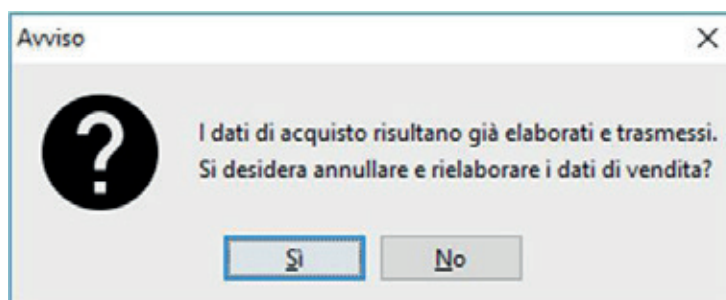 Avviso
I dati di acquisto risultano già elaborati e trasmessi.
Si desidera annullare e rielaborare i dati di vendita?
Sì
No